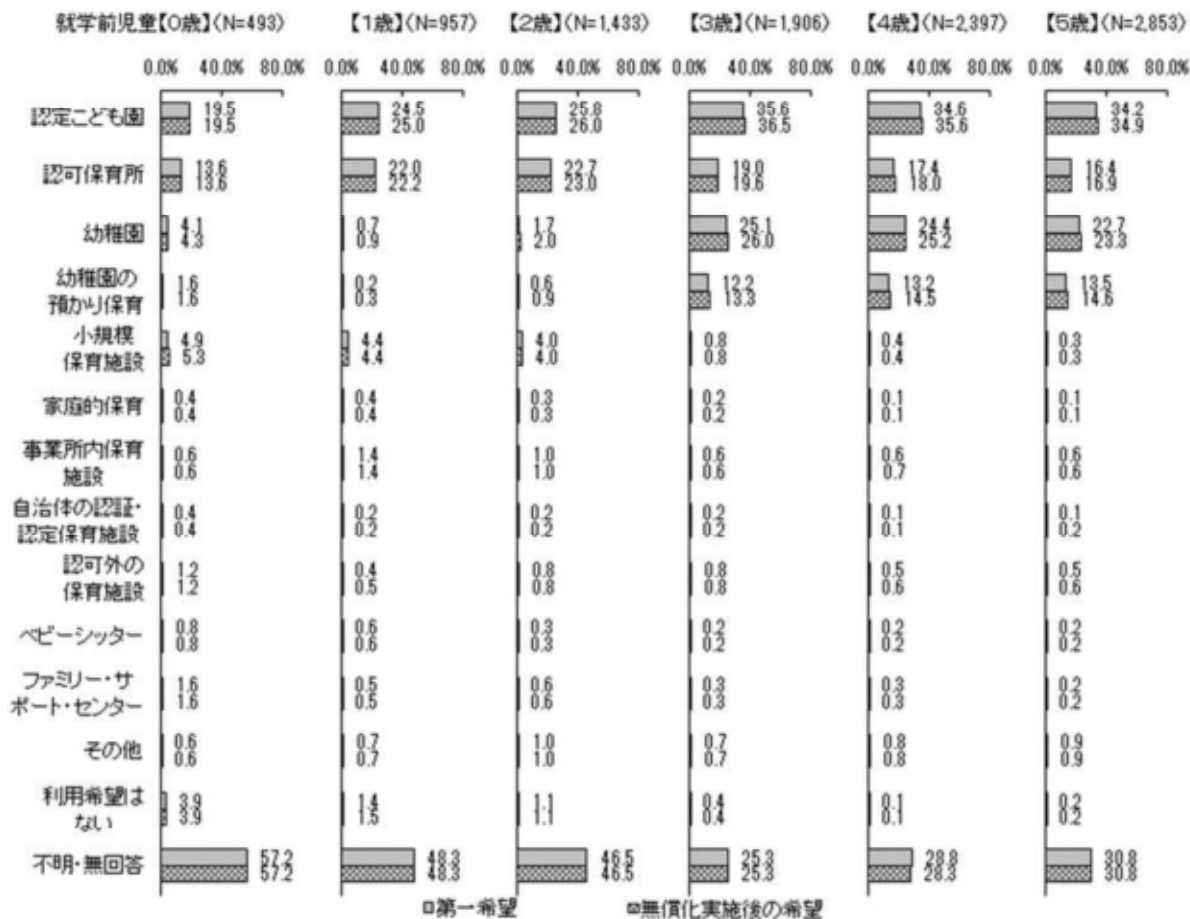 就学前児童【0歳】〈N=493〉 【1歳】〈N=957〉 【2歳】〈N=1,433〉 【3歳】〈N=1,906〉 【4歳】〈N=2,397〉 【5歳】〈N=2,853〉
0.0% 40.0% 80.0% 0.0% 40.0% 80.0% 0.0% 40.0% 80.0% 0.0% 40.0% 80.0% 0.0% 40.0% 80.0% 0.0% 40.0% 80.0%
認定こども園
19.5 24.5 25.8 35.6 34.6 34.2
19.5 25.0 26.0 36.5 35.6 34.9
認可保育所
13.6 22.0 22.7 19.0 17.4 16.4
13.6 22.2 23.0 19.6 18.0 16.9
幼稚園
4.1 0.7 1.7 25.1 24.4 22.7
4.3 0.9 2.0 26.0 25.2 23.3
幼稚園の
預かり保育
1.6 0.2 0.6 12.2 13.2 13.5
1.6 0.3 0.9 13.3 14.5 14.6
小規模
保育施設
4.9 4.4 4.0 0.8 0.4 0.3
5.3 4.4 4.0 0.8 0.4 0.3
家庭的保育
0.4 0.4 0.3 0.2 0.1 0.1
0.4 0.4 0.3 0.2 0.1 0.1
事業所内保育
施設
0.6 1.4 1.0 0.6 0.6 0.6
0.6 1.4 1.0 0.6 0.7 0.6
自治体の認証・
認定保育施設
0.4 0.2 0.2 0.2 0.1 0.1
0.4 0.2 0.2 0.2 0.1 0.2
認可外の
保育施設
1.2 0.4 0.8 0.8 0.5 0.5
1.2 0.5 0.8 0.8 0.6 0.6
ベビーシッター
0.8 0.6 0.3 0.2 0.2 0.2
0.8 0.6 0.3 0.2 0.2 0.2
ファミリー・サ
ポート・センター
1.6 0.5 0.6 0.3 0.3 0.2
1.6 0.5 0.6 0.3 0.3 0.2
その他
0.6 0.7 1.0 0.7 0.8 0.9
0.6 0.7 1.0 0.7 0.8 0.9
利用希望は
ない
3.9 1.4 1.1 0.4 0.1 0.2
3.9 1.5 1.1 0.4 0.1 0.2
不明・無回答
57.2 48.3 46.5 25.3 28.8 30.8
57.2 48.3 46.5 25.3 28.3 30.8
第一希望 無償化実施後の希望